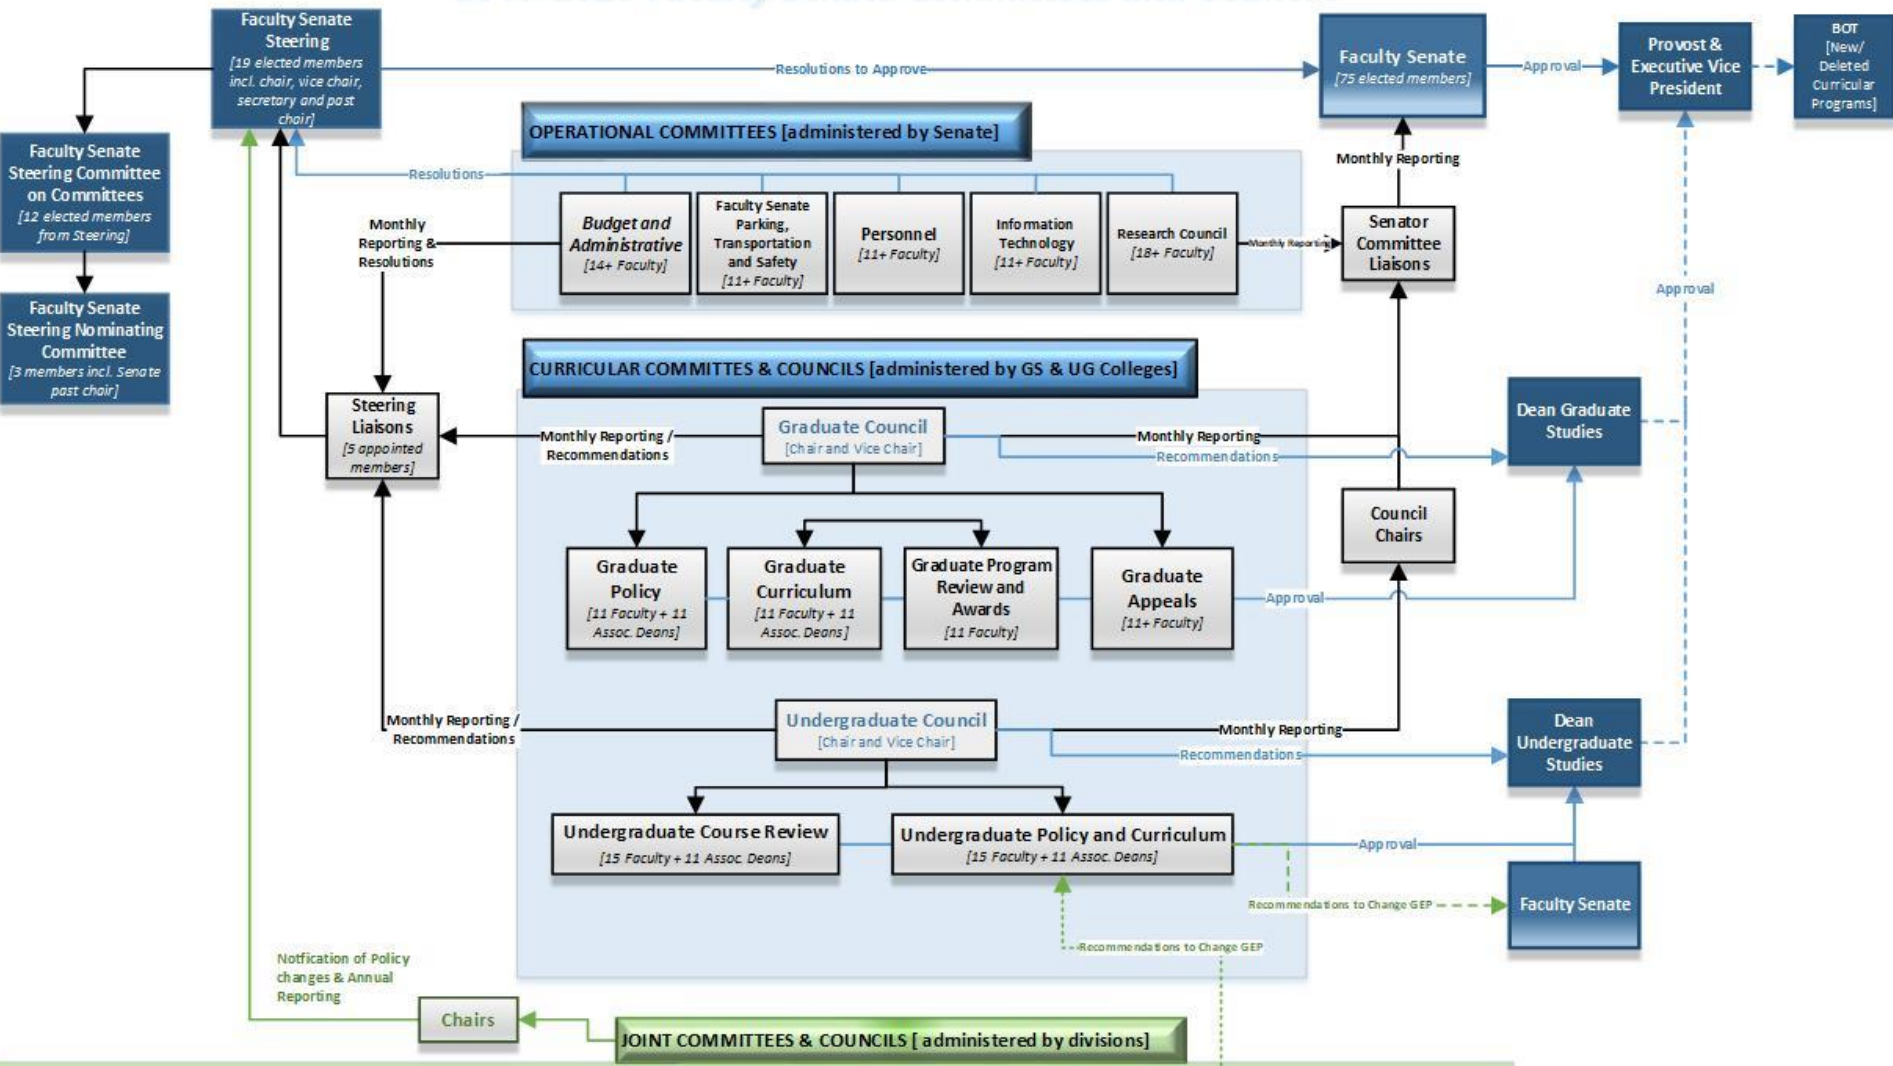 Faculty Senate
Steering
[19 elected members
incl. chair, vice chair,
secretary and past
chair]
Resolutions to Approve
Faculty Senate
[75 elected members]
Approval
Provost &
Executive Vice
President
BOT
[New/
Deleted
Curricular
Programs]
Faculty Senate
Steering Committee
on Committees
[12 elected members
from Steering]
Faculty Senate
Steering Nominating
Committee
[3 members incl. Senate
past chair]
OPERATIONAL COMMITTEES [administered by Senate]
Resolutions
Monthly
Reporting &
Resolutions
Budget and
Administrative
[14+ Faculty]
Faculty Senate
Parking,
Transportation
and Safety
[11+ Faculty]
Personnel
[11+ Faculty]
Information
Technology
[11+ Faculty]
Research Council
[18+ Faculty]
Monthly Reporting
Monthly Reporting
Senator
Committee
Liaisons
Approval
CURRICULAR COMMITTES & COUNCILS [administered by GS & UG Colleges]
Steering
Liaisons
[5 appointed
members]
Monthly Reporting /
Recommendations
Graduate Council
[Chair and Vice Chair]
Monthly Reporting
Recommendations
Dean Graduate
Studies
Council
Chairs
Graduate
Policy
[11 Faculty + 11
Assoc. Deans]
Graduate
Curriculum
[11 Faculty + 11
Assoc. Deans]
Graduate Program
Review and
Awards
[11 Faculty]
Graduate
Appeals
[11+ Faculty]
Approval
Monthly Reporting /
Recommendations
Undergraduate Council
[Chair and Vice Chair]
Monthly Reporting
Recommendations
Dean
Undergraduate
Studies
Undergraduate Course Review
[15 Faculty + 11 Assoc. Deans]
Undergraduate Policy and Curriculum
[15 Faculty + 11 Assoc. Deans]
Approval
Recommendations to Change GEP
Faculty Senate
Recommendations to Change GEP
Notfication of Policy
changes & Annual
Reporting
Chairs
JOINT COMMITTEES & COUNCILS [ administered by divisions]